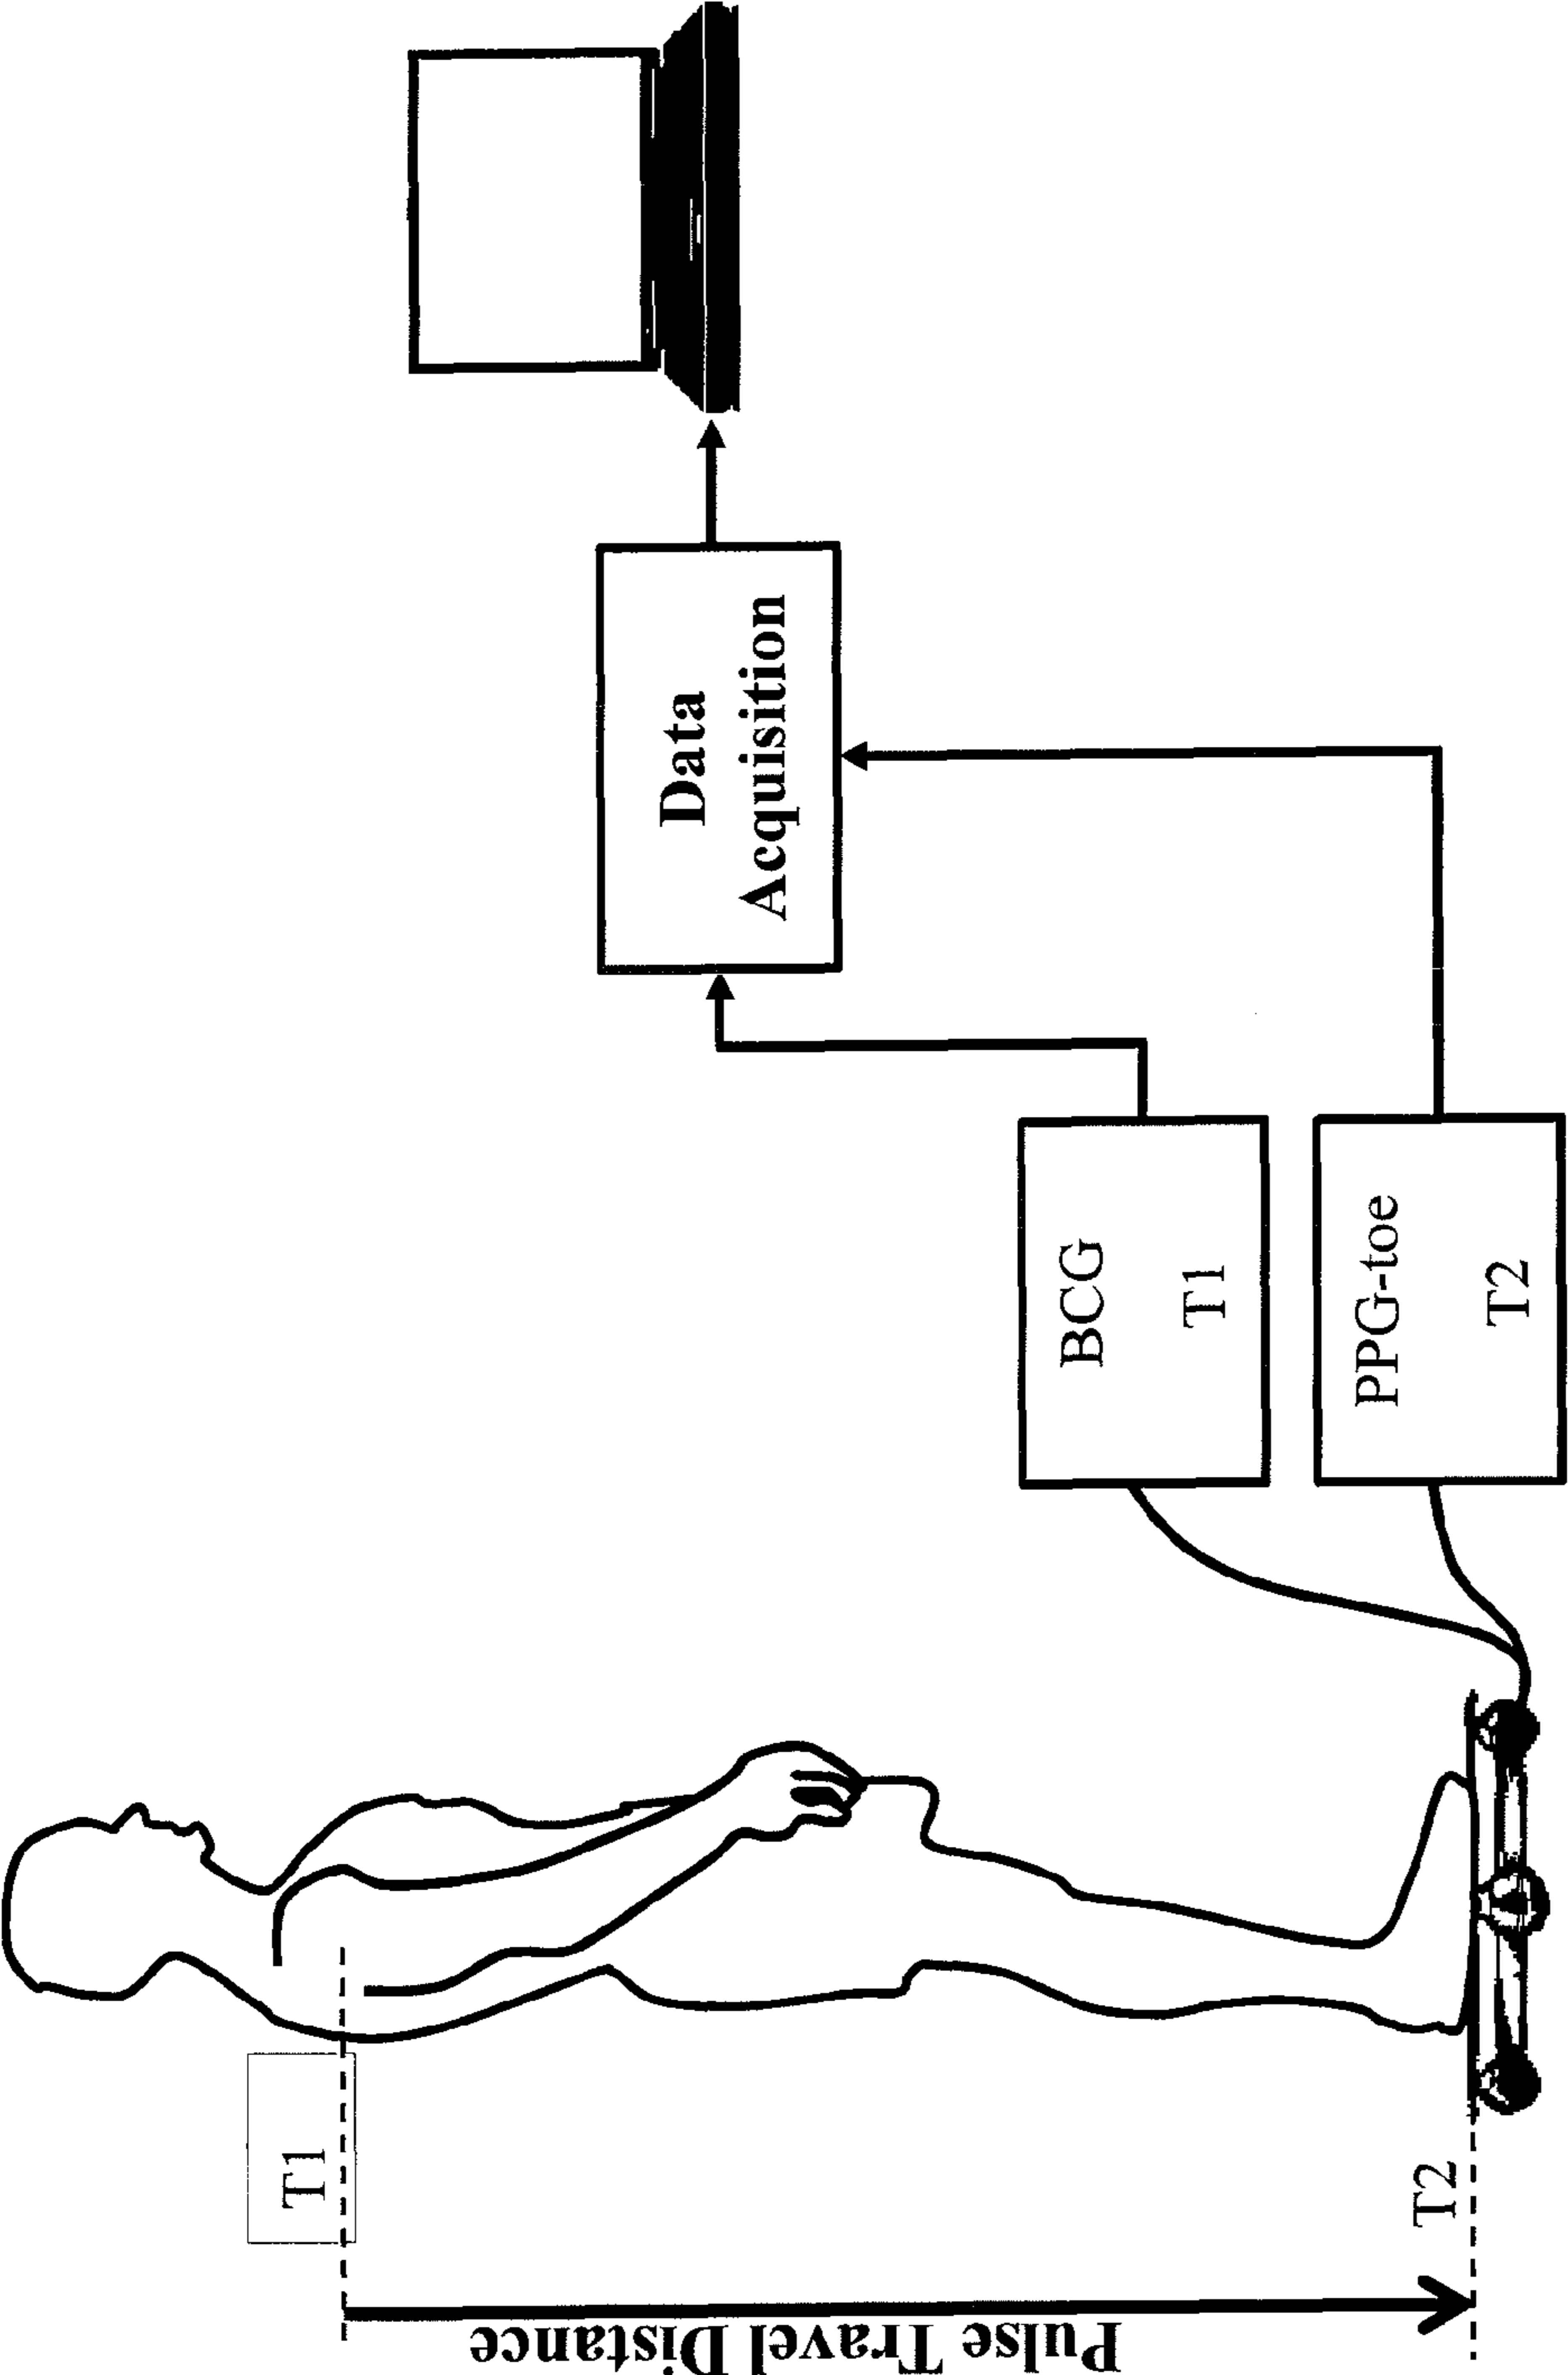 Pulse Travel Distance
T1
T2
BCG
T1
PPG-toe
T2
Data
Acquisition